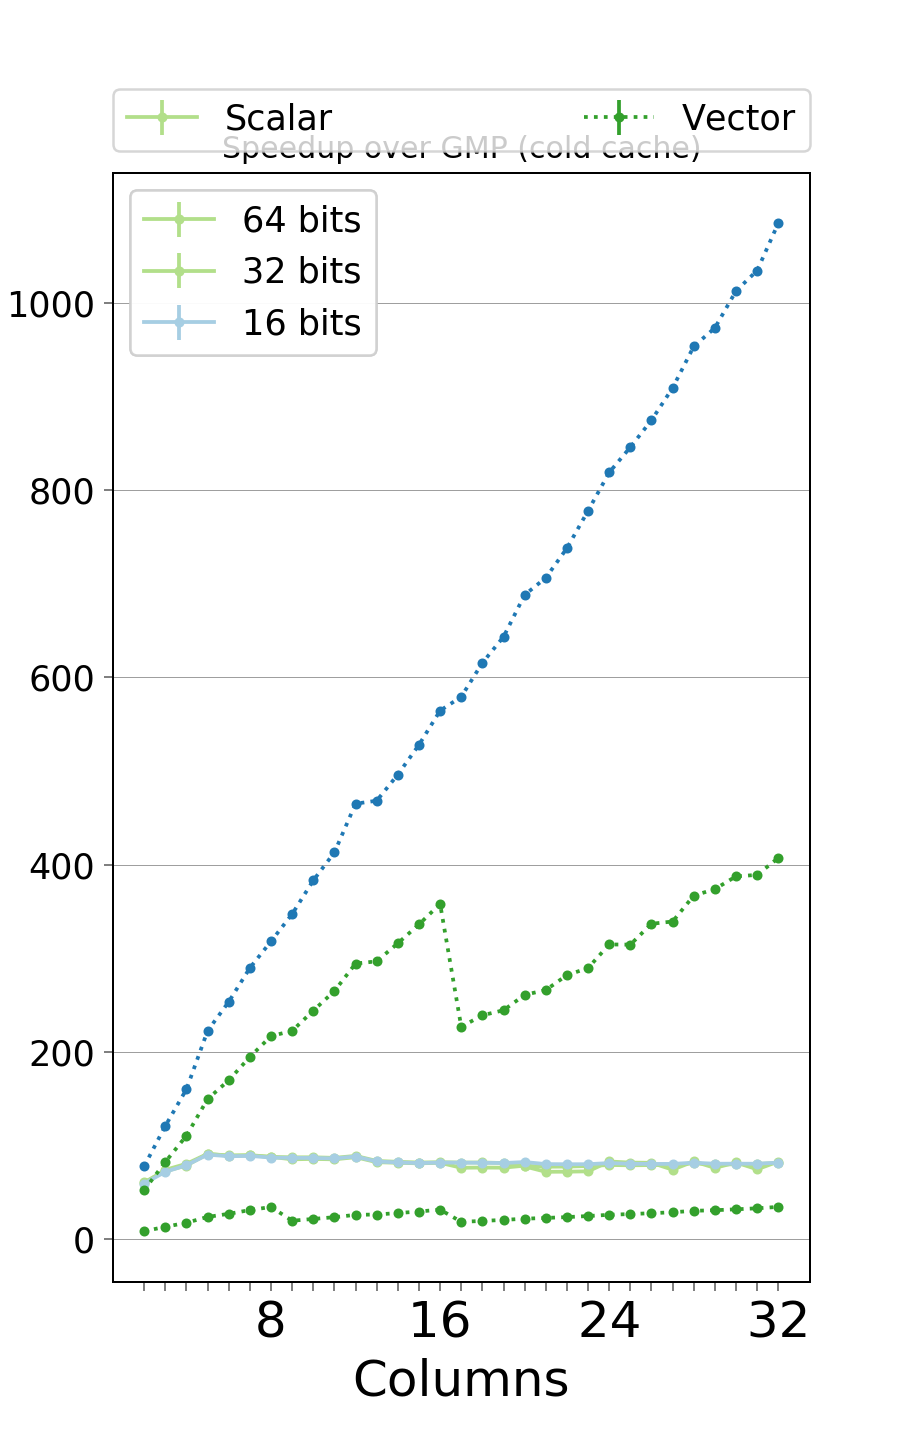 Scalar Vector
Speedup over GMP (cold cache)
64 bits
32 bits
16 bits
1000
800
600
400
200
0
8 16 24 32
Columns